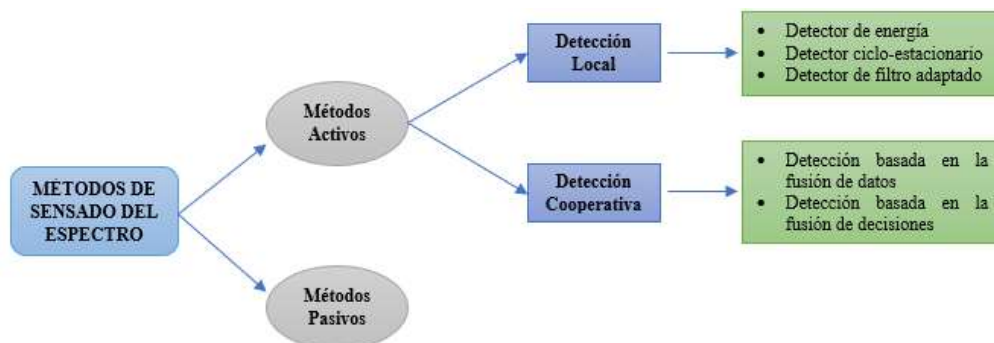 MÉTODOS DE
SENSADO DEL
ESPECTRO
Métodos
Activos
Métodos
Pasivos
Detección
Local
Detección
Cooperativa
• Detector de energía
• Detector ciclo-estacionario
• Detector de filtro adaptado
• Detección basada en la
fusión de datos
• Detección basada en la
fusión de decisiones